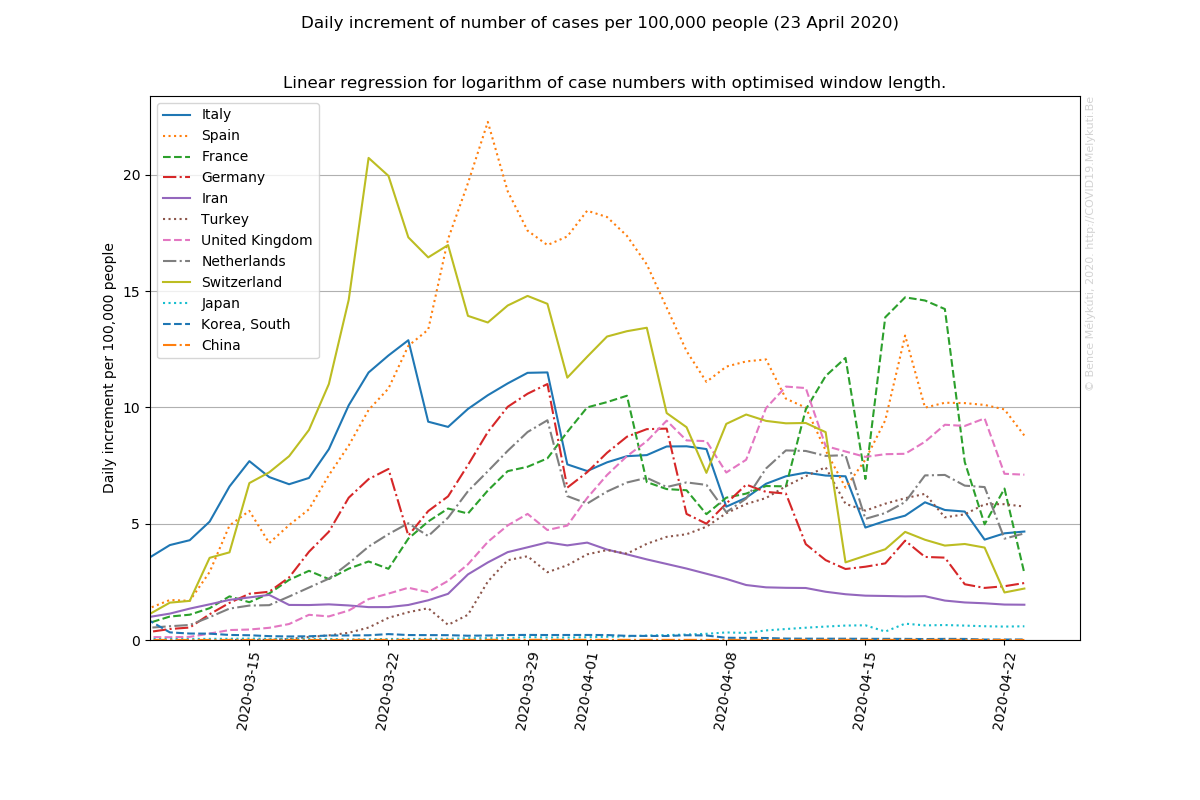 Daily increment of number of cases per 100,000 people (23 April 2020)
Linear regression for logarithm of case numbers with optimised window length.
Italy
Spain
France
Germany
Iran
Turkey
United Kingdom
Netherlands
Switzerland
Japan
Korea, South
China
Daily increment per 100,000 people
20
15
10
5
0
2020-03-15
2020-03-22
2020-03-29
2020-04-01
2020-04-08
2020-04-15
2020-04-22
© Bence Mélykúti, 2020. http://COVID19.Melykuti.Be